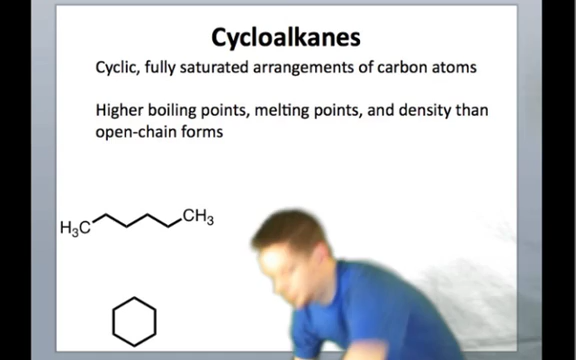 Cycloalkanes
Cyclic, fully saturated arrangements of carbon atoms
Higher boiling points, melting points, and density than
open-chain forms
H₃C
CH₃